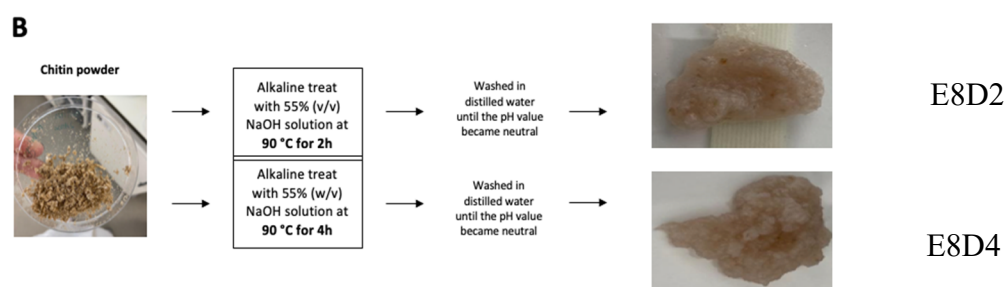 B
Chitin powder
Alkaline treat
with 55% (v/v)
NaOH solution at
90 °C for 2h
Washed in
distilled water
until the pH value
became neutral
E8D2
Alkaline treat
with 55% (w/v)
NaOH solution at
90 °C for 4h
Washed in
distilled water
until the pH value
became neutral
E8D4